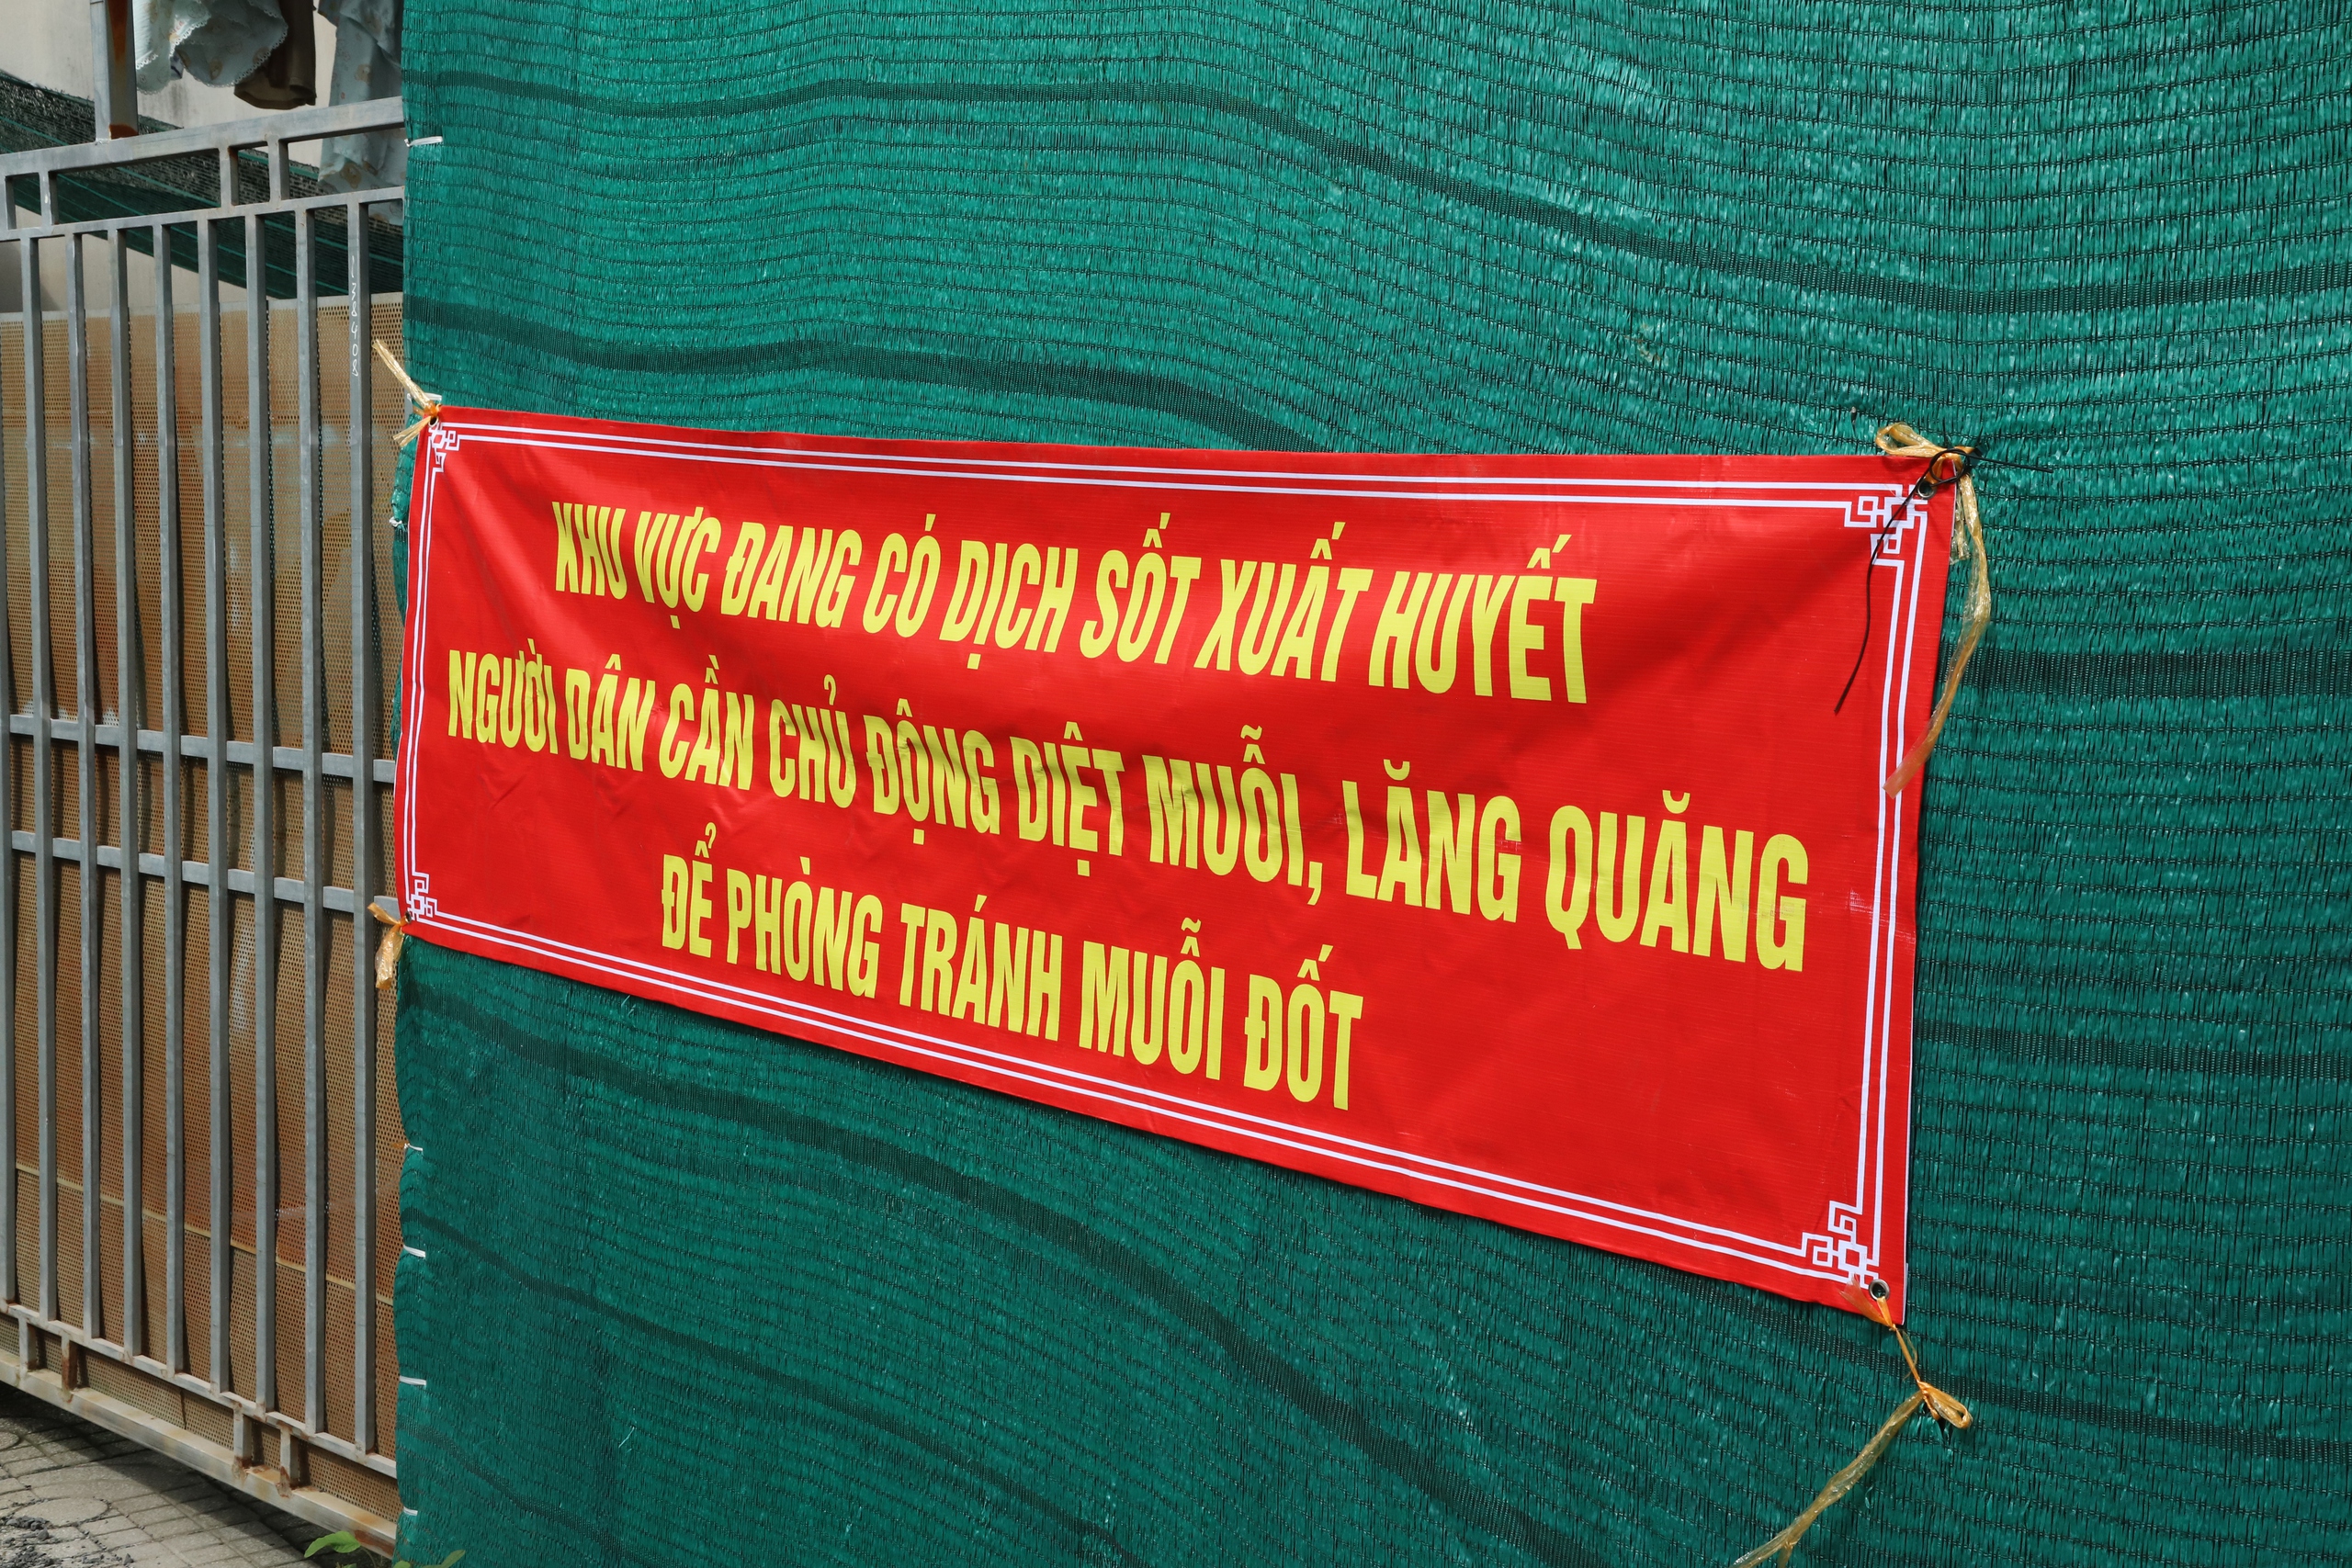 KHU VỰC ĐANG CÓ DỊCH SỐT XUẤT HUYẾT
NGƯỜI DÂN CẦN CHỦ ĐỘNG DIỆT MUỖI, LĂNG QUĂNG
ĐỂ PHÒNG TRÁNH MUỖI ĐỐT